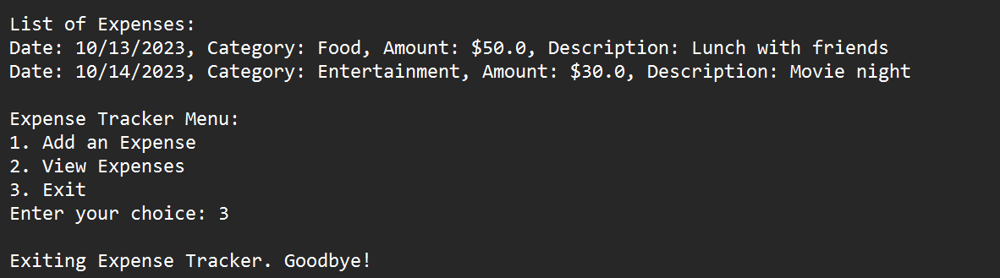 List of Expenses:
Date: 10/13/2023, Category: Food, Amount: $50.0, Description: Lunch with friends
Date: 10/14/2023, Category: Entertainment, Amount: $30.0, Description: Movie night
Expense Tracker Menu:
1. Add an Expense
2. View Expenses
3. Exit
Enter your choice: 3
Exiting Expense Tracker. Goodbye!